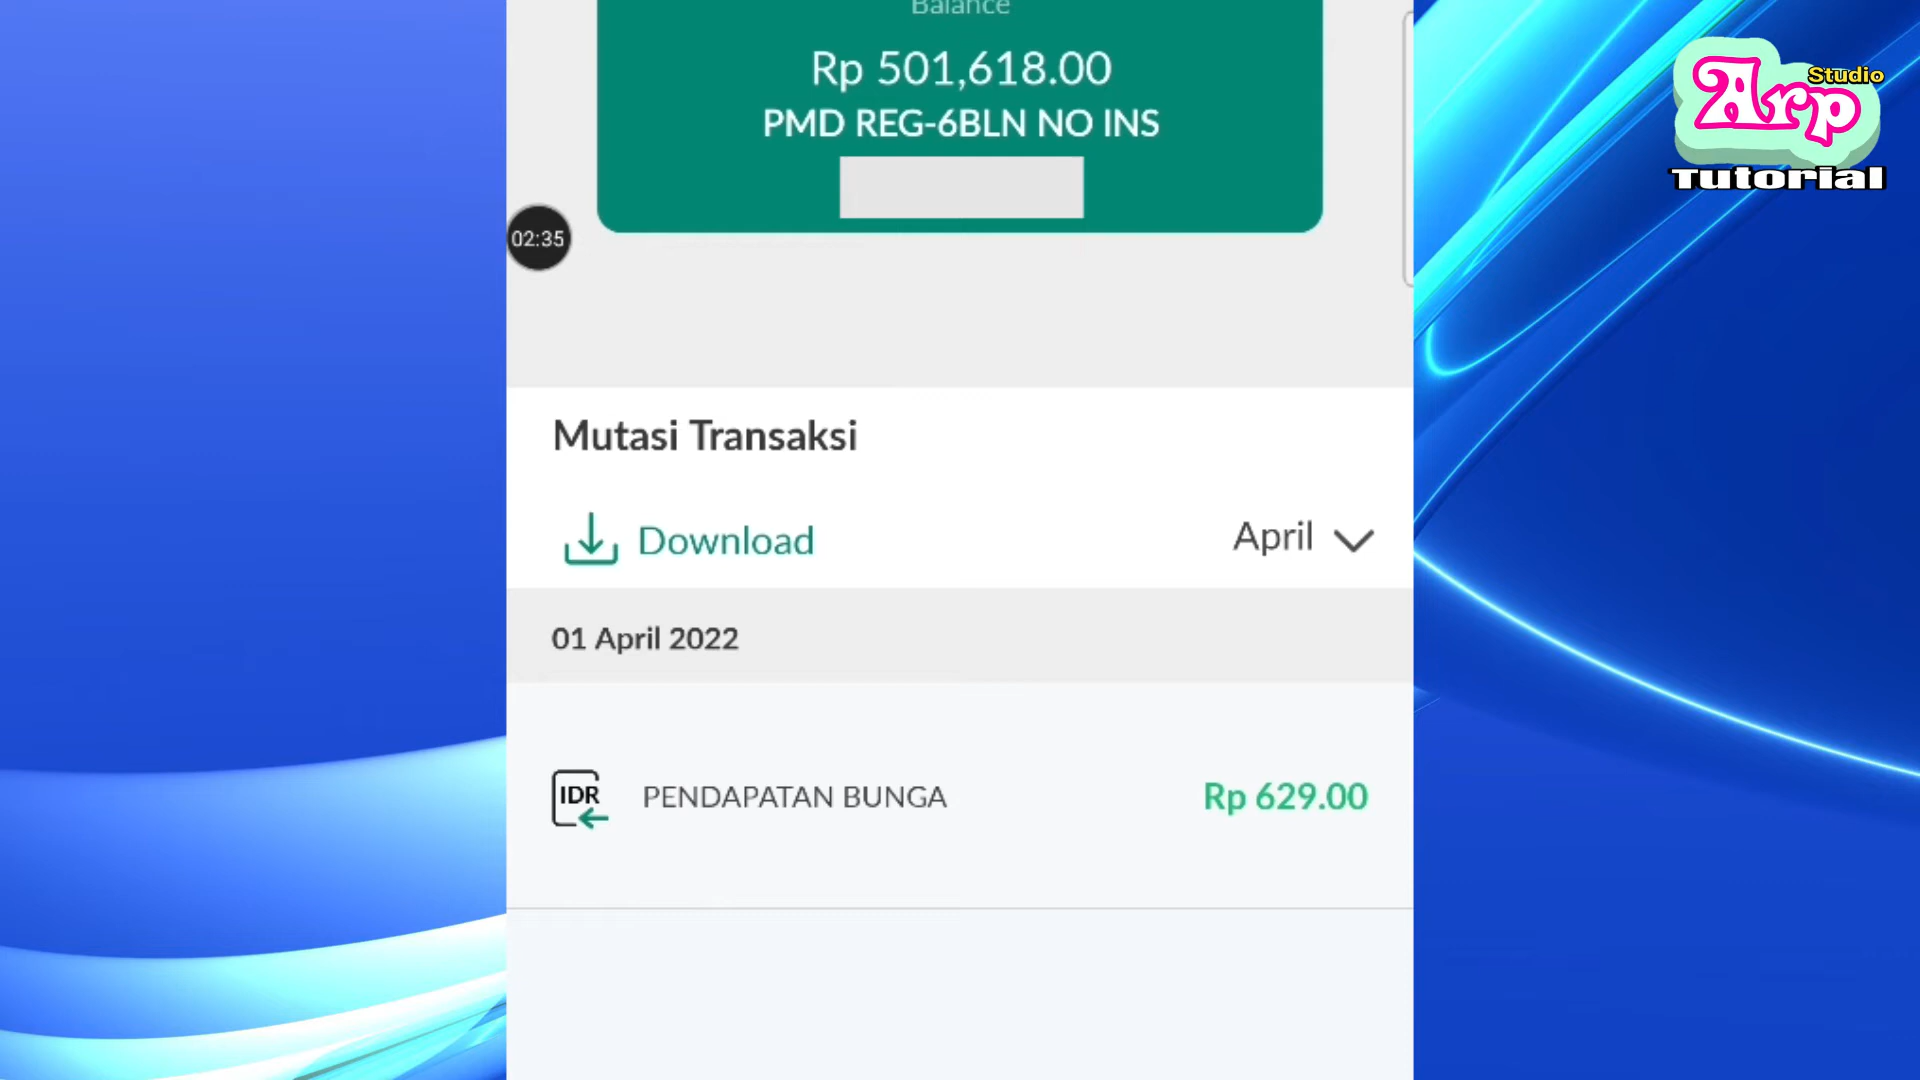 Balance
Rp 501,618.00
PMD REG-6BLN NO INS
02:35
Mutasi Transaksi
Download
April
01 April 2022
IDR
PENDAPATAN BUNGA
Rp 629.00
Studio
Arp
Tutorial